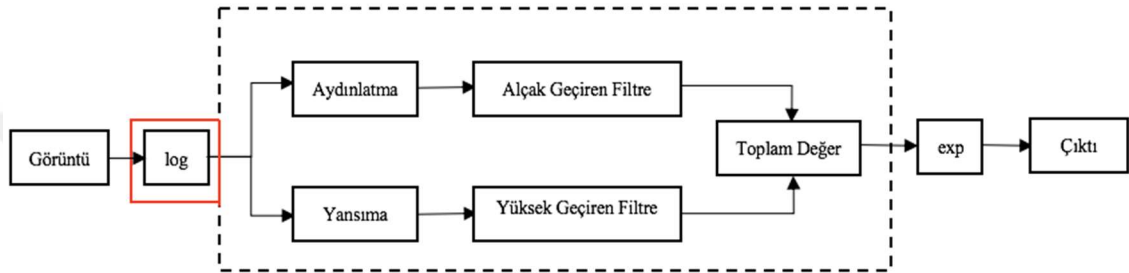 Görüntü
log
Aydınlatma
Alçak Geçiren Filtre
Yansıma
Yüksek Geçiren Filtre
Toplam Değer
exp
Çıktı